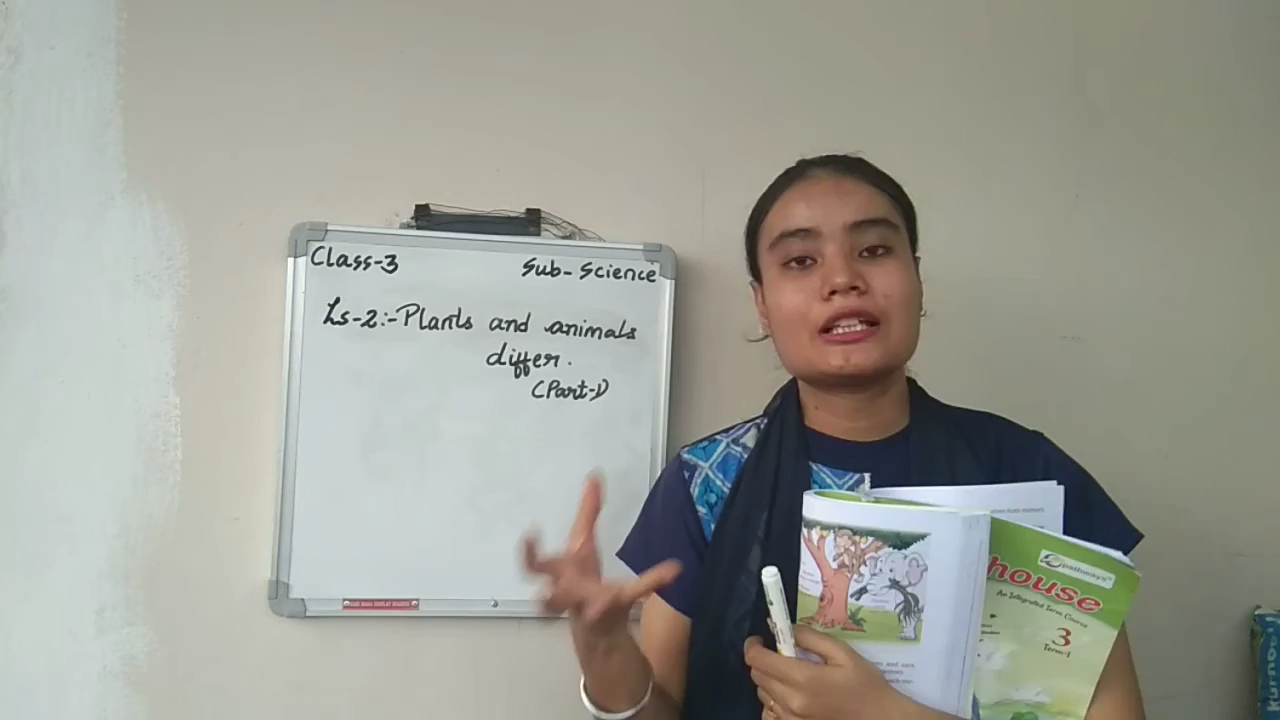 Class-3 Sub-Science
Ls-2:-Plants and animals
differ.
(Part-1)
pathways
house
An Integrated Term Course
3
Term-1